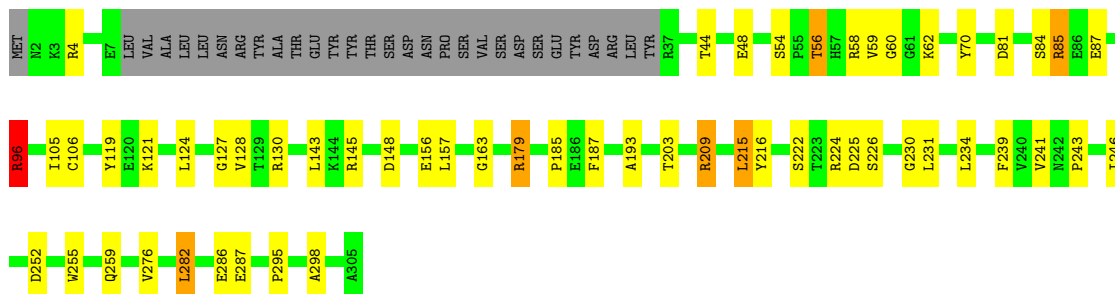 MET N2 K3 R4 E7 LEU VAL ALA LEU LEU ASN ARG TYR ALA THR GLU TYR TYR THR SER ASP ASN PRO SER VAL SER ASP SER GLU TYR ASP ARG LEU TYR R37 T44 E48 S54 P55 T56 H57 R58 V59 G60 G61 K62 Y70 D81 S84 R85 E86 E87
R96 I105 C106 Y119 E120 K121 L124 G127 V128 T129 R130 L143 K144 R145 D148 E156 L157 G163 R179 P185 E186 F187 A193 T203 R209 L215 Y216 S222 T223 R224 D225 S226 G230 L231 L234 F239 V240 V241 N242 P243
D252 W255 Q259 V276 L282 E286 E287 P295 A298 A305